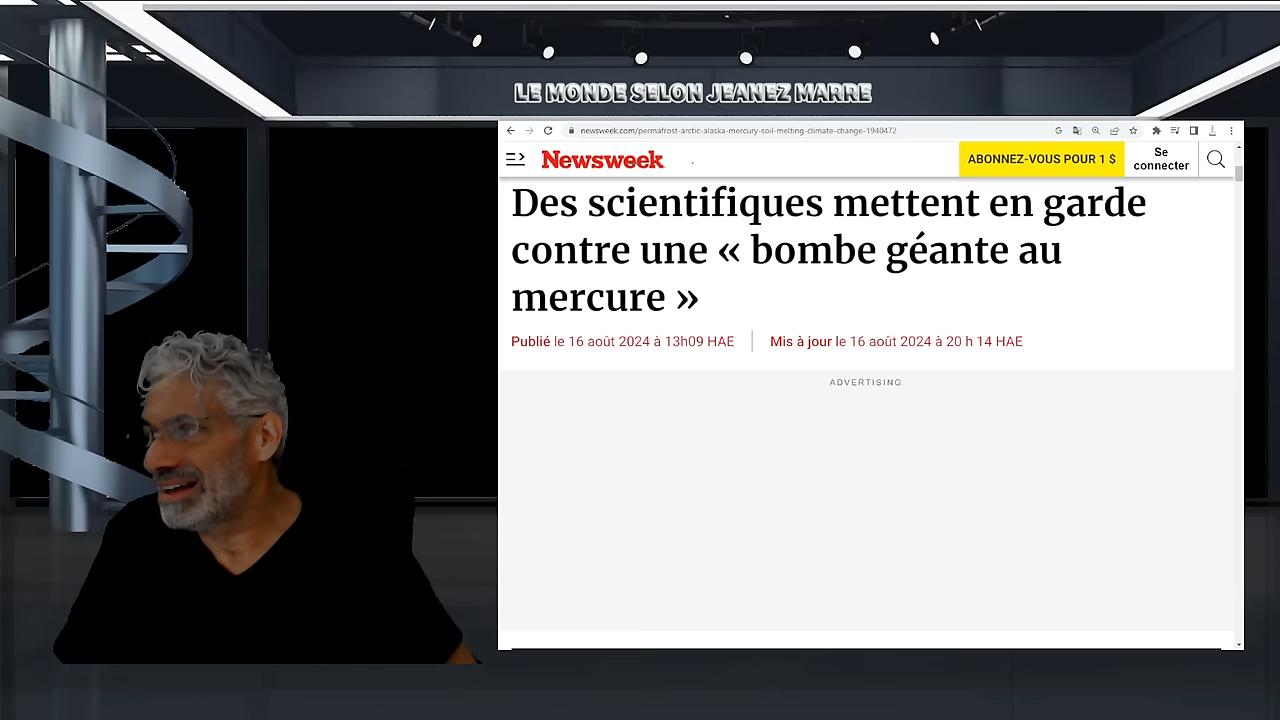 LE MONDE SELON JEANEZ MARRE
newsweek.com/permafrost-arctic-alaska-mercury-soil-melting-climate-change-1940472
Newsweek
ABONNEZ-VOUS POUR 1 $
Se
connecter
Des scientifiques mettent en garde
contre une « bombe géante au
mercure »
Publié le 16 août 2024 à 13h09 HAE
Mis à jour le 16 août 2024 à 20 h 14 HAE
ADVERTISING